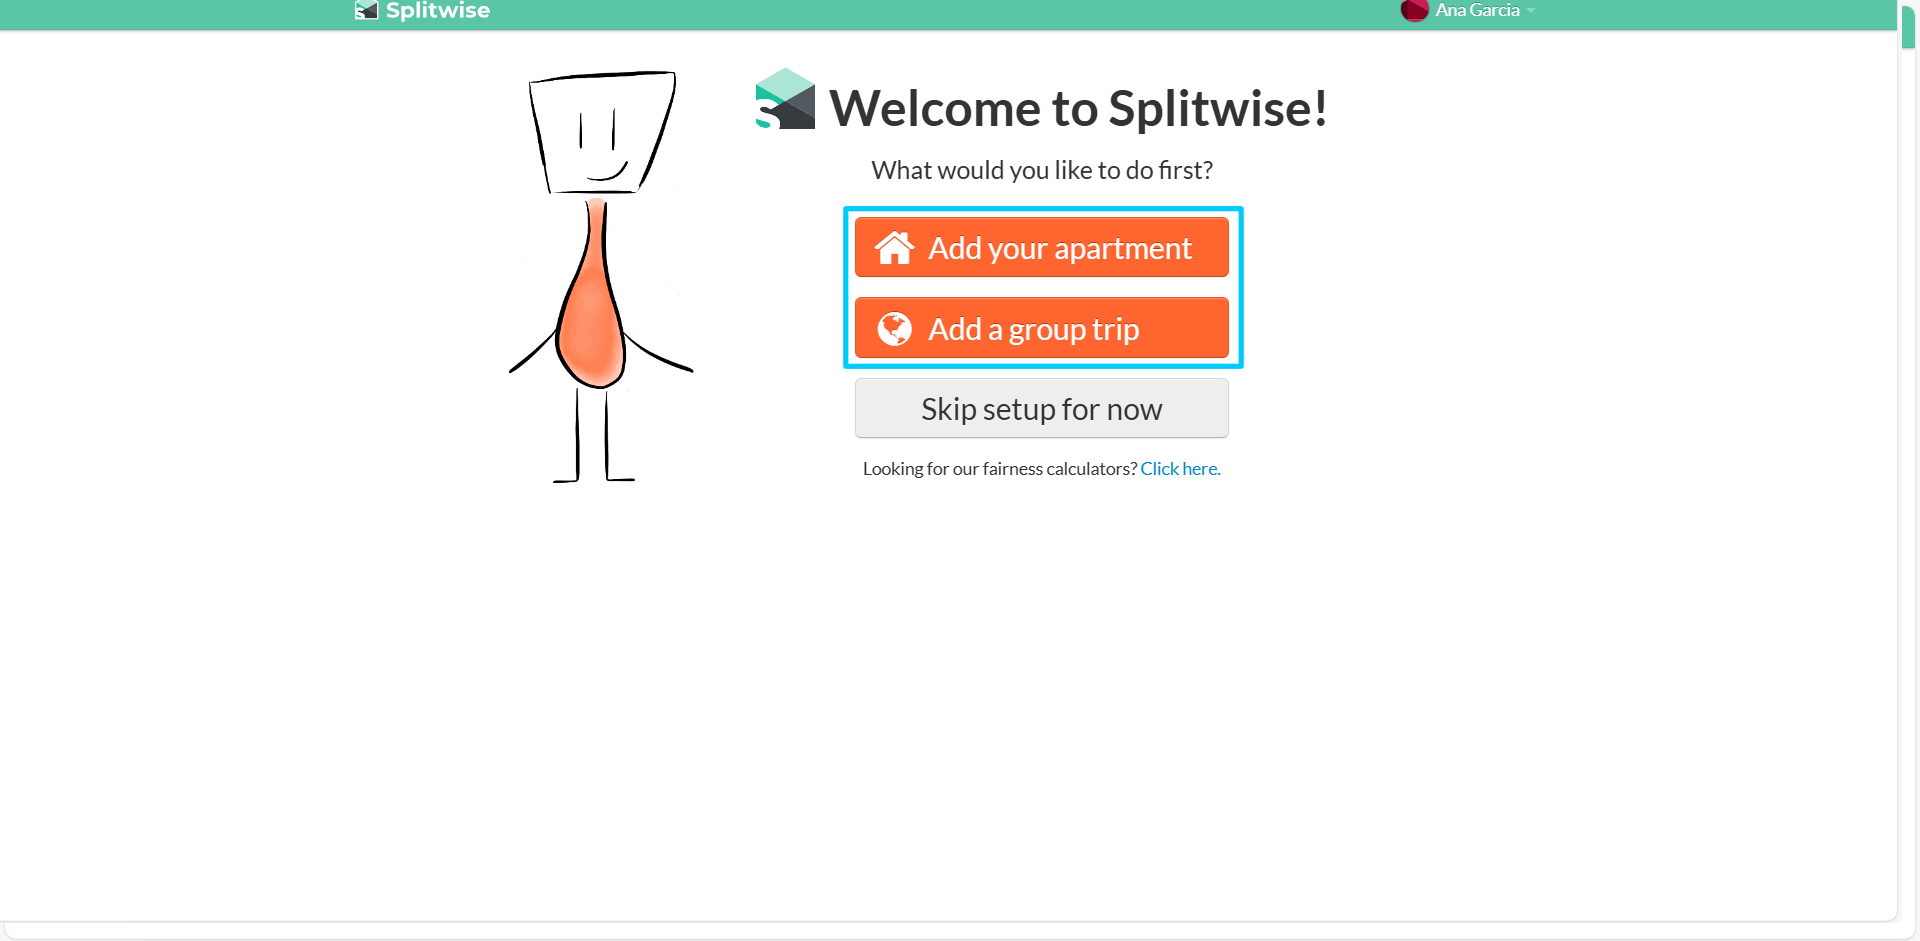 Splitwise
Ana Garcia
Welcome to Splitwise!
What would you like to do first?
Add your apartment
Add a group trip
Skip setup for now
Looking for our fairness calculators? Click here.